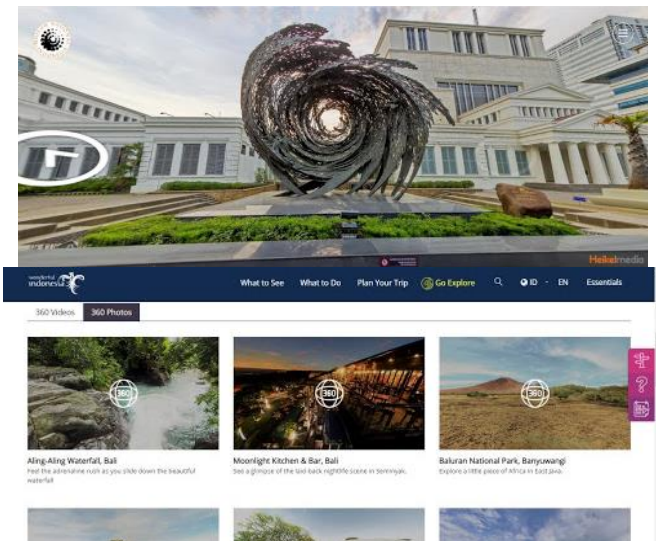 Heikelmedia
wonderful
indonesia
What to See
What to Do
Plan Your Trip
Go Explore
ID - EN
Essentials
360 Videos
360 Photos
360
360
360
Aling-Aling Waterfall, Bali
Feel the adrenaline rush as you slide down the beautiful
waterfall
Moonlight Kitchen & Bar, Bali
See a glimpse of the laid-back nightlife scene in Seminyak.
Baluran National Park, Banyuwangi
Explore a little piece of Africa in East Java.